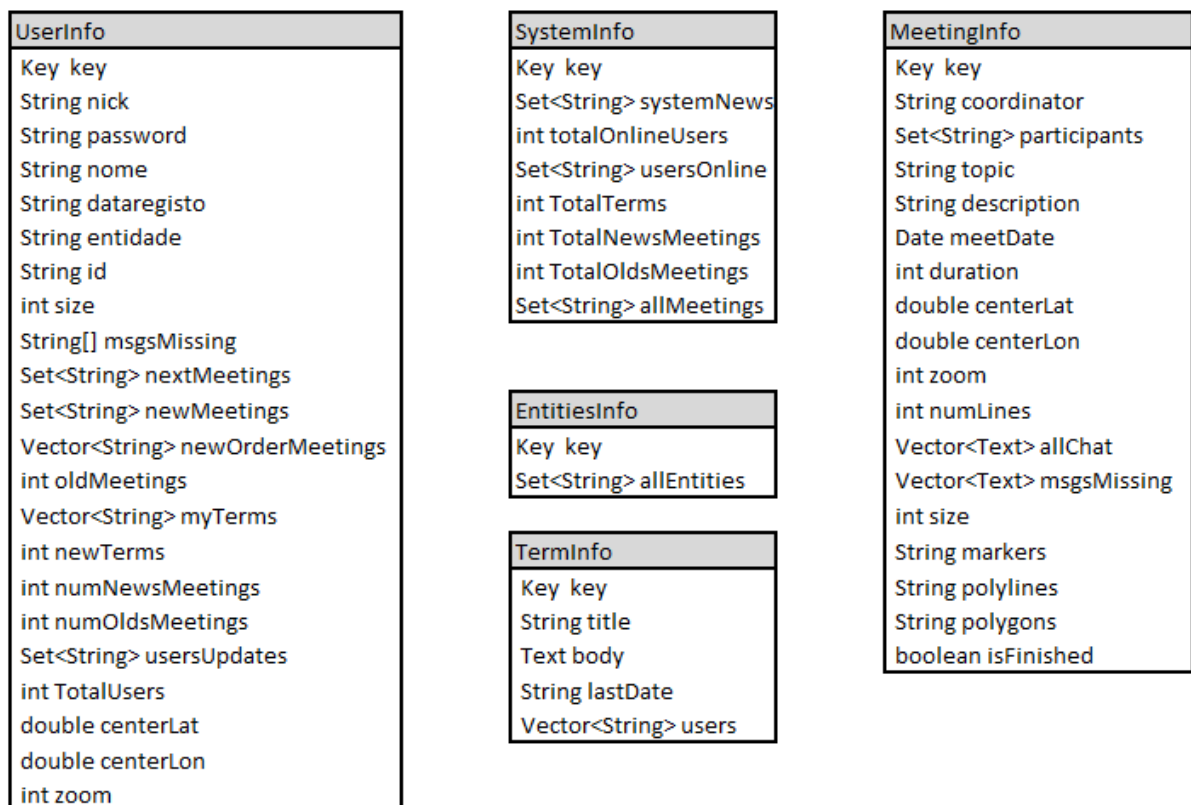 UserInfo
Key key
String nick
String password
String nome
String dataregisto
String entidade
String id
int size
String[] msgsMissing
Set<String> nextMeetings
Set<String> newMeetings
Vector<String> newOrderMeetings
int oldMeetings
Vector<String> myTerms
int newTerms
int numNewsMeetings
int numOldsMeetings
Set<String> usersUpdates
int TotalUsers
double centerLat
double centerLon
int zoom
SystemInfo
Key key
Set<String> systemNews
int totalOnlineUsers
Set<String> usersOnline
int TotalTerms
int TotalNewsMeetings
int TotalOldsMeetings
Set<String> allMeetings
EntitiesInfo
Key key
Set<String> allEntities
TermInfo
Key key
String title
Text body
String lastDate
Vector<String> users
MeetingInfo
Key key
String coordinator
Set<String> participants
String topic
String description
Date meetDate
int duration
double centerLat
double centerLon
int zoom
int numLines
Vector<Text> allChat
Vector<Text> msgsMissing
int size
String markers
String polylines
String polygons
boolean isFinished